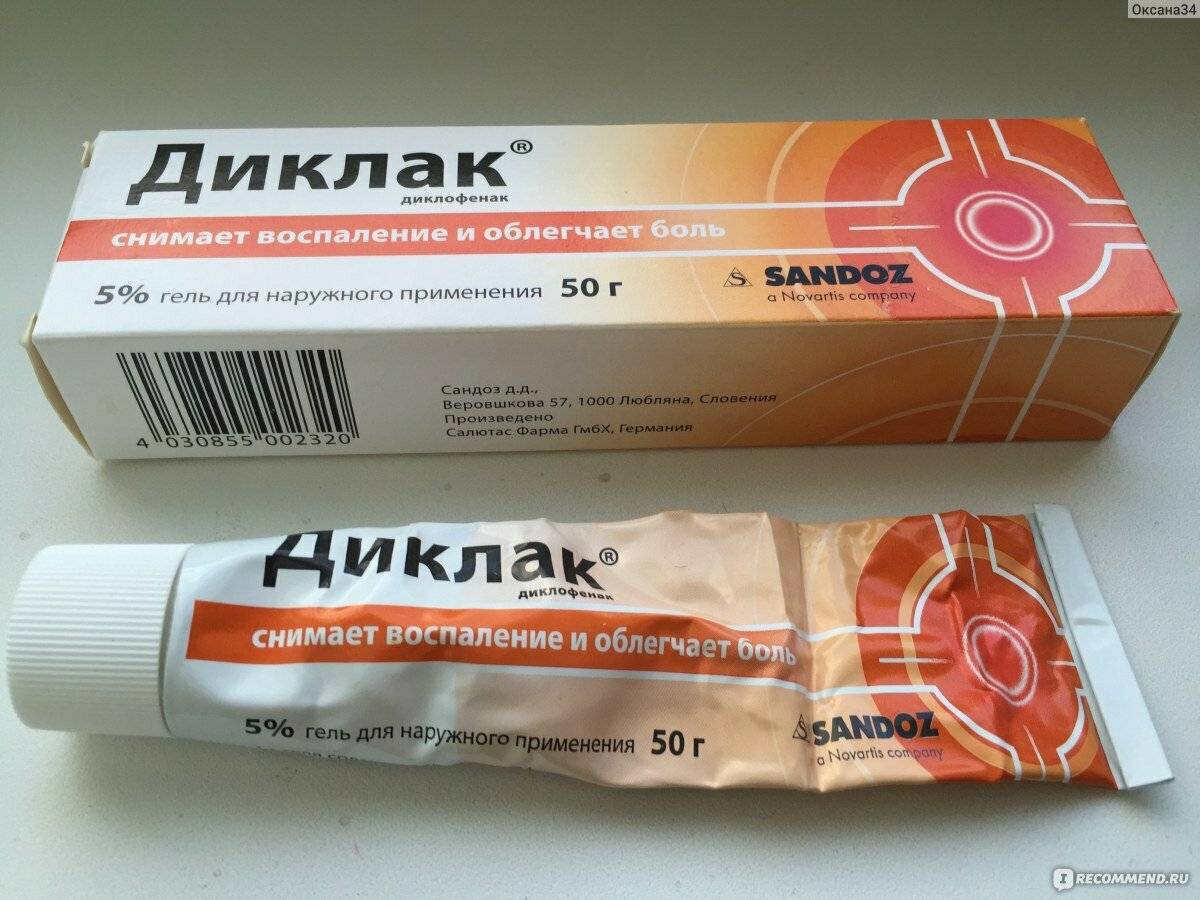 Оксана34
Диклак®
диклофенак
снимает воспаление и облегчает боль
5% гель для наружного применения 50 г
SANDOZ
a Novartis company
4 030855 002320
Сандоз д.д.,
Веровшкова 57, 1000 Любляна, Словения
Произведено
Салютас Фарма ГмбХ, Германия
Диклак®
диклофенак
снимает воспаление и облегчает боль
5% гель для наружного применения 50 г
SANDOZ
a Novartis company
IRECOMMEND.RU